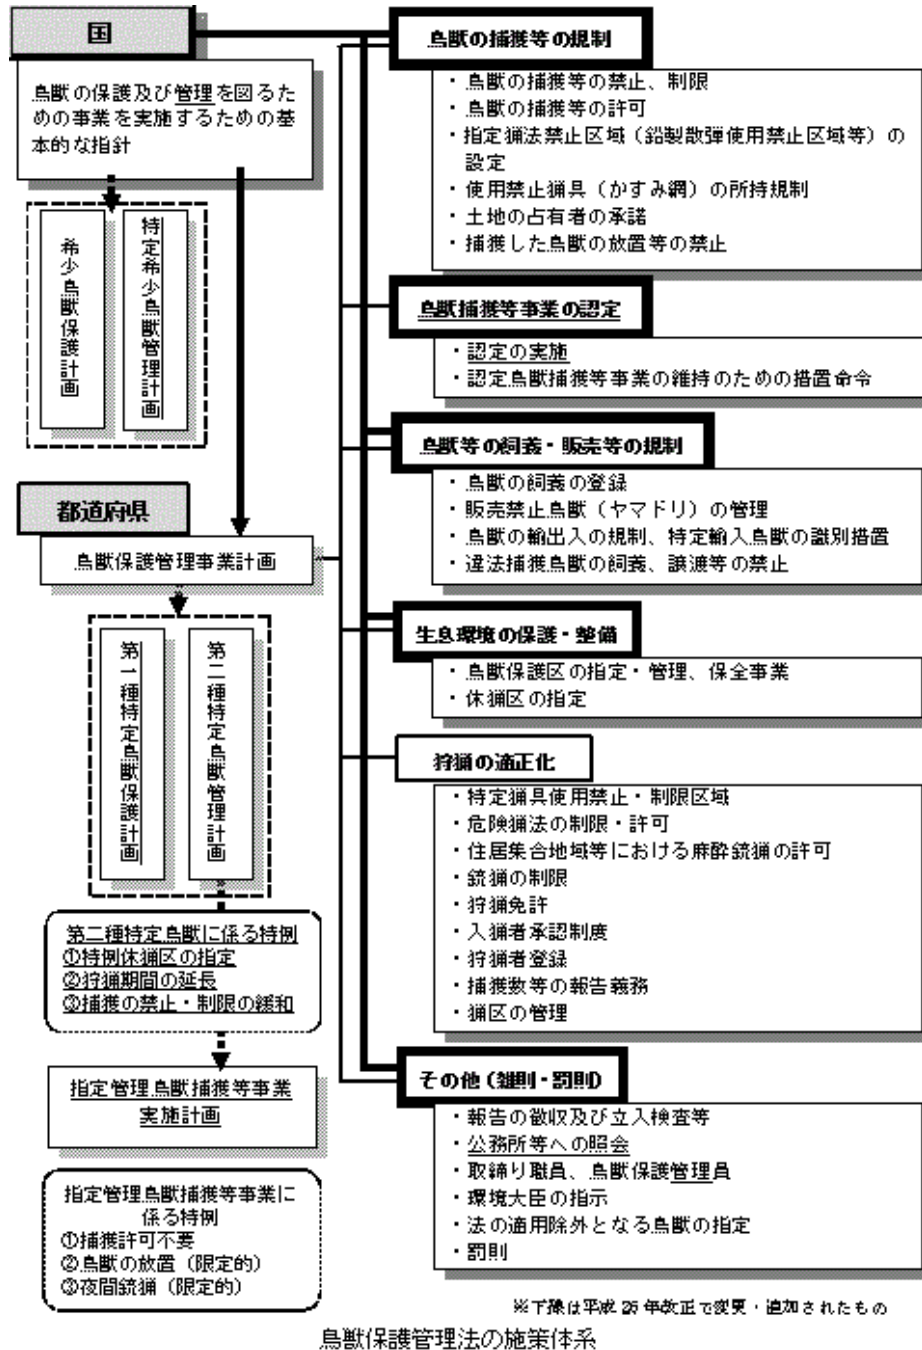 国
鳥獣の保護及び管理を図るた
めの事業を実施するための基
本的な指針
希少鳥獣保護計画
特定希少鳥獣管理計画
都道府県
鳥獣保護管理事業計画
第一種特定鳥獣保護計画
第二種特定鳥獣管理計画
第二種特定鳥獣に係る特例
①特例休猟区の指定
②狩猟期間の延長
③捕獲の禁止・制限の緩和
指定管理鳥獣捕獲等事業
実施計画
指定管理鳥獣捕獲等事業に
係る特例
①捕獲許可不要
②鳥獣の放置（限定的）
③夜間銃猟（限定的）
鳥獣の捕獲等の規制
・鳥獣の捕獲等の禁止、制限
・鳥獣の捕獲等の許可
・指定猟法禁止区域（鉛製散弾使用禁止区域等）の
設定
・使用禁止猟具（かすみ網）の所持規制
・土地の占有者の承諾
・捕獲した鳥獣の放置等の禁止
鳥獣捕獲等事業の認定
・認定の実施
・認定鳥獣捕獲等事業の維持のための措置命令
鳥獣等の飼養・販売等の規制
・鳥獣の飼養の登録
・販売禁止鳥獣（ヤマドリ）の管理
・鳥獣の輸出入の規制、特定輸入鳥獣の識別措置
・違法捕獲鳥獣の飼養、譲渡等の禁止
生息環境の保護・整備
・鳥獣保護区の指定・管理、保全事業
・休猟区の指定
狩猟の適正化
・特定猟具使用禁止・制限区域
・危険猟法の制限・許可
・住居集合地域等における麻酔銃猟の許可
・銃猟の制限
・狩猟免許
・入猟者承認制度
・狩猟者登録
・捕獲数等の報告義務
・猟区の管理
その他（雑則・罰則）
・報告の徴収及び立入検査等
・公務所等への照会
・取締り職員、鳥獣保護管理員
・環境大臣の指示
・法の適用除外となる鳥獣の指定
・罰則
※下線は平成26年改正で変更・追加されたもの
鳥獣保護管理法の施策体系